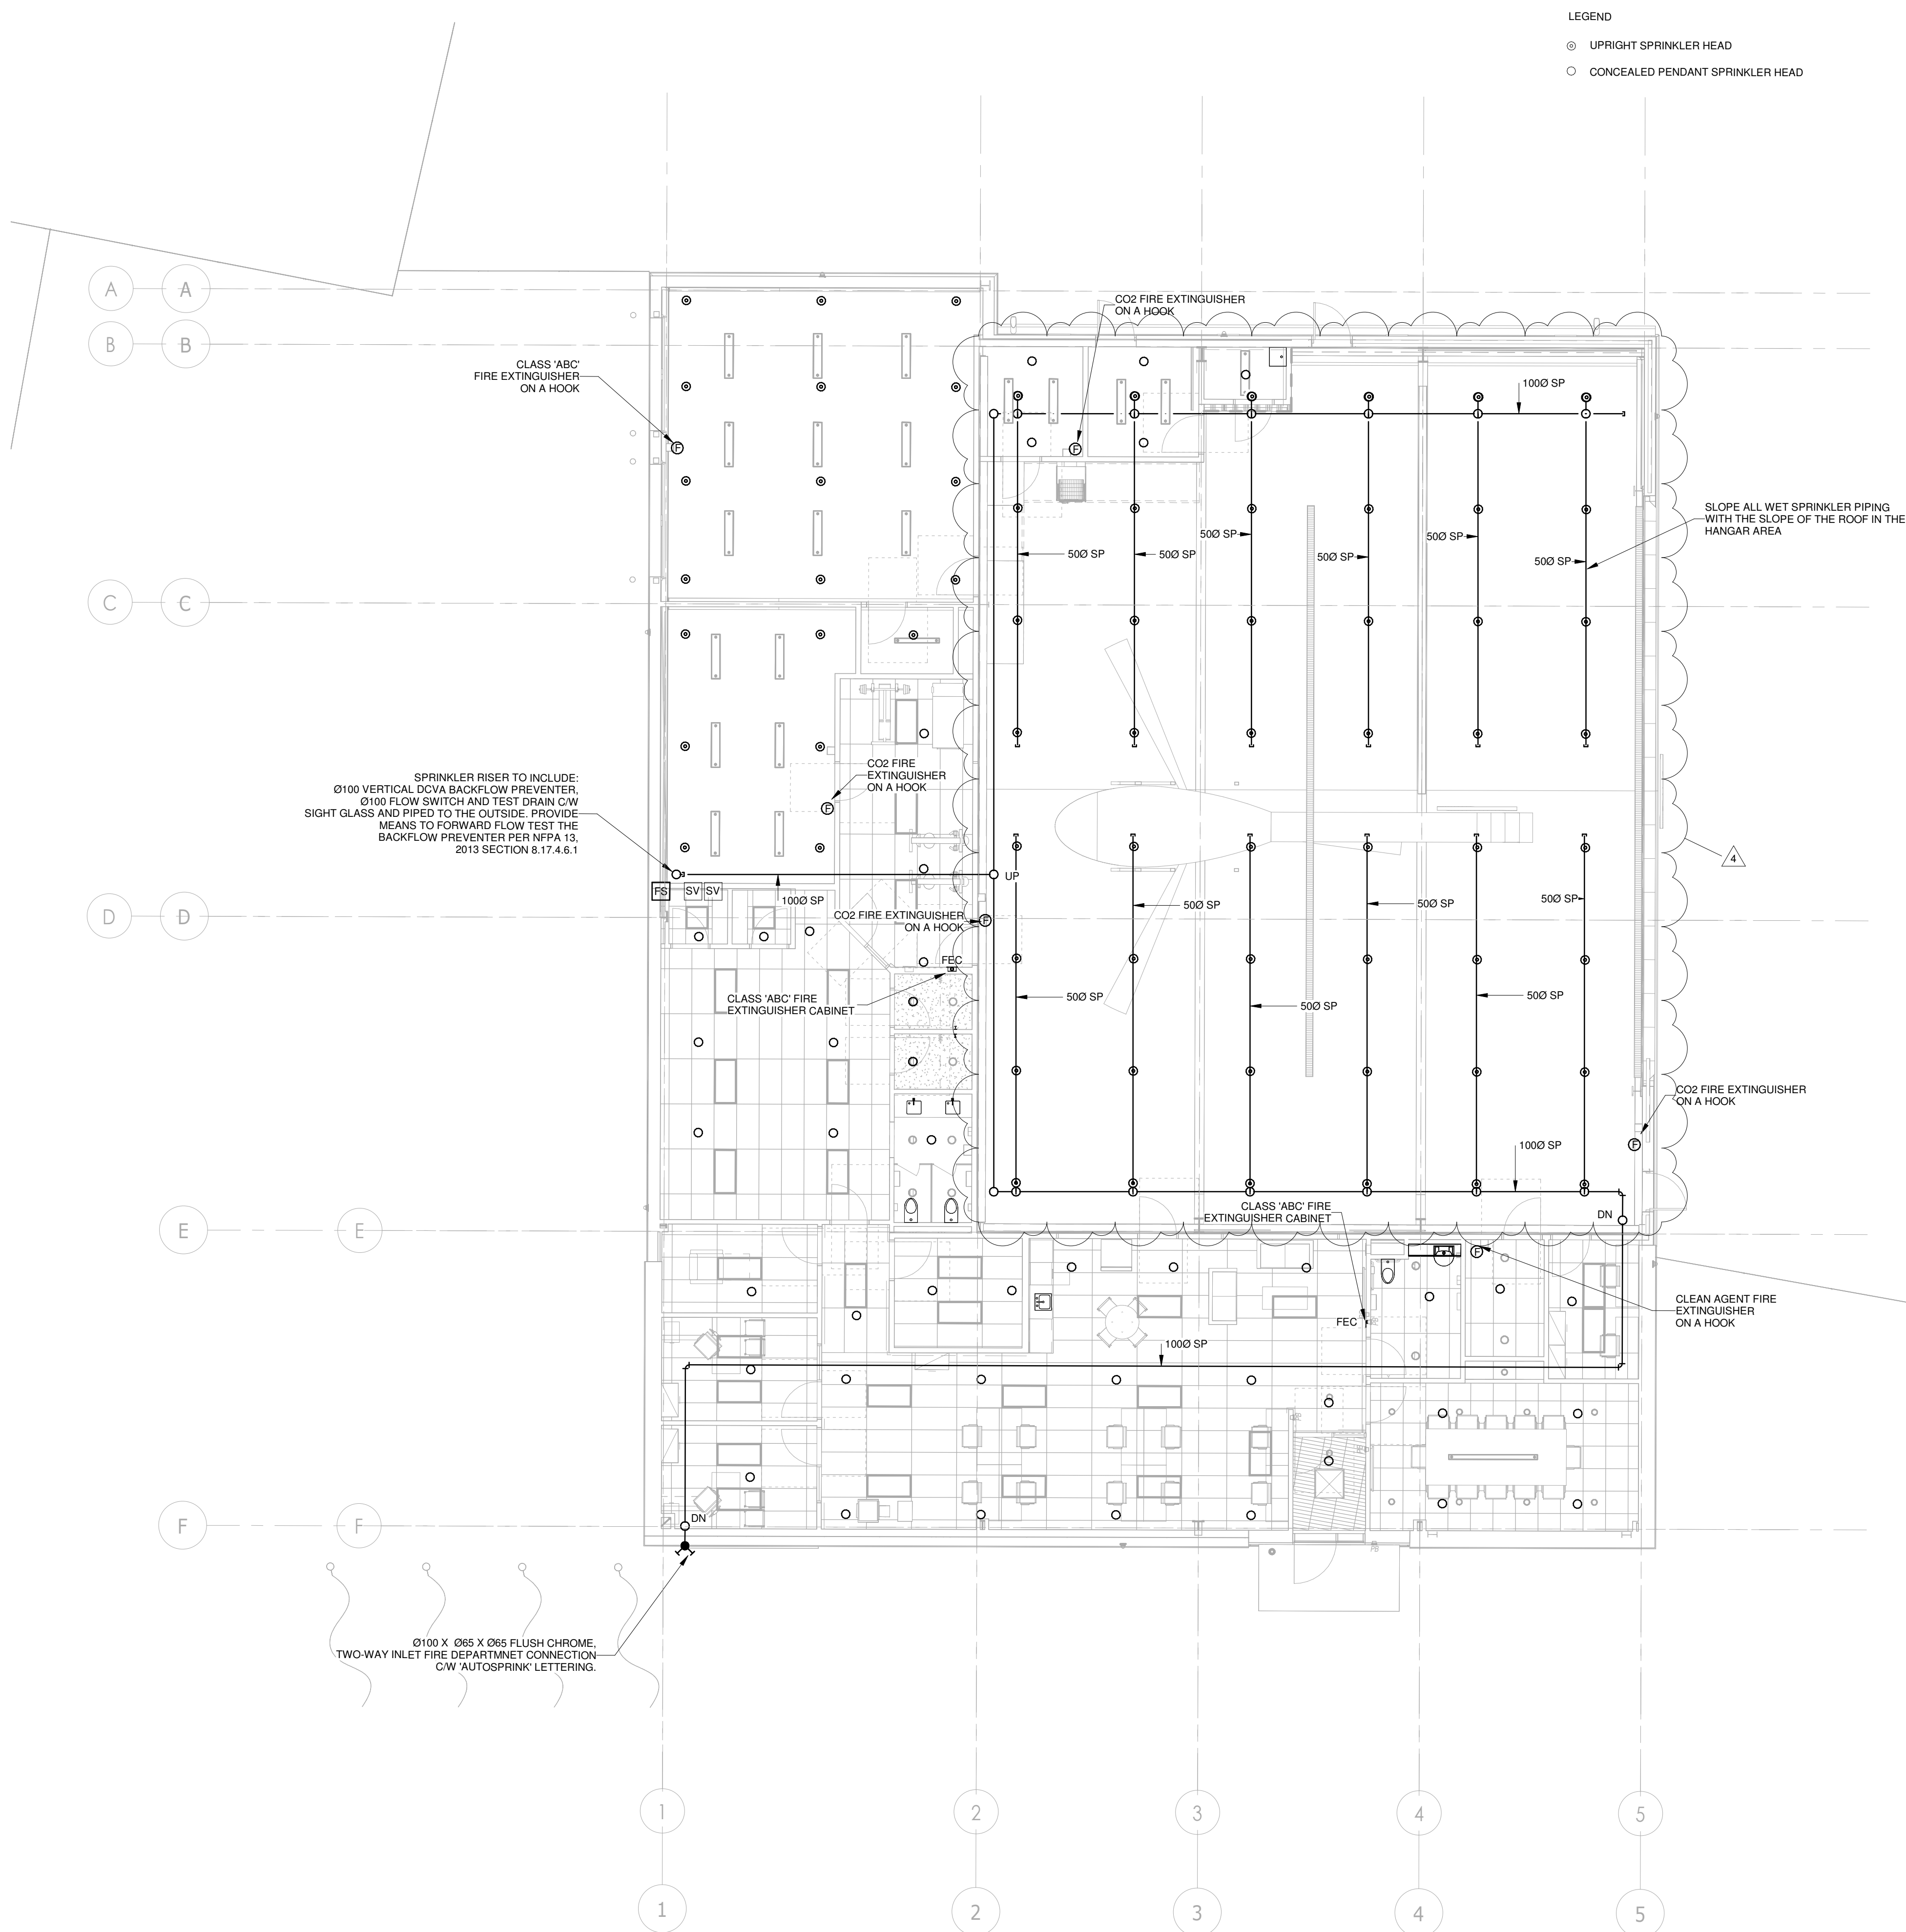 LEGEND
UPRIGHT SPRINKLER HEAD
CONCEALED PENDANT SPRINKLER HEAD
A
A
B
B
CO2 FIRE EXTINGUISHER
ON A HOOK
CLASS 'ABC'
FIRE EXTINGUISHER
ON A HOOK
F
F
100Ø SP
SLOPE ALL WET SPRINKLER PIPING
WITH THE SLOPE OF THE ROOF IN THE
HANGAR AREA
50Ø SP
50Ø SP
50Ø SP
50Ø SP
50Ø SP
50Ø SP
C
C
CO2 FIRE
EXTINGUISHER
ON A HOOK
F
SPRINKLER RISER TO INCLUDE:
Ø100 VERTICAL DCVA BACKFLOW PREVENTER,
Ø100 FLOW SWITCH AND TEST DRAIN C/W
SIGHT GLASS AND PIPED TO THE OUTSIDE. PROVIDE
MEANS TO FORWARD FLOW TEST THE
BACKFLOW PREVENTER PER NFPA 13,
2013 SECTION 8.17.4.6.1
4
UP
FS
SV
SV
100Ø SP
50Ø SP
50Ø SP
50Ø SP
D
D
CO2 FIRE EXTINGUISHER
ON A HOOK
F
FEC
CLASS 'ABC' FIRE
EXTINGUISHER CABINET
50Ø SP
50Ø SP
50Ø SP
CO2 FIRE EXTINGUISHER
ON A HOOK
F
100Ø SP
CLASS 'ABC' FIRE
EXTINGUISHER CABINET
DN
E
E
F
CLEAN AGENT FIRE
EXTINGUISHER
ON A HOOK
FEC
100Ø SP
DN
F
F
Ø100 X Ø65 X Ø65 FLUSH CHROME,
TWO-WAY INLET FIRE DEPARTMNET CONNECTION
C/W 'AUTOSPRINK' LETTERING.
1
2
3
4
5
1
2
3
4
5